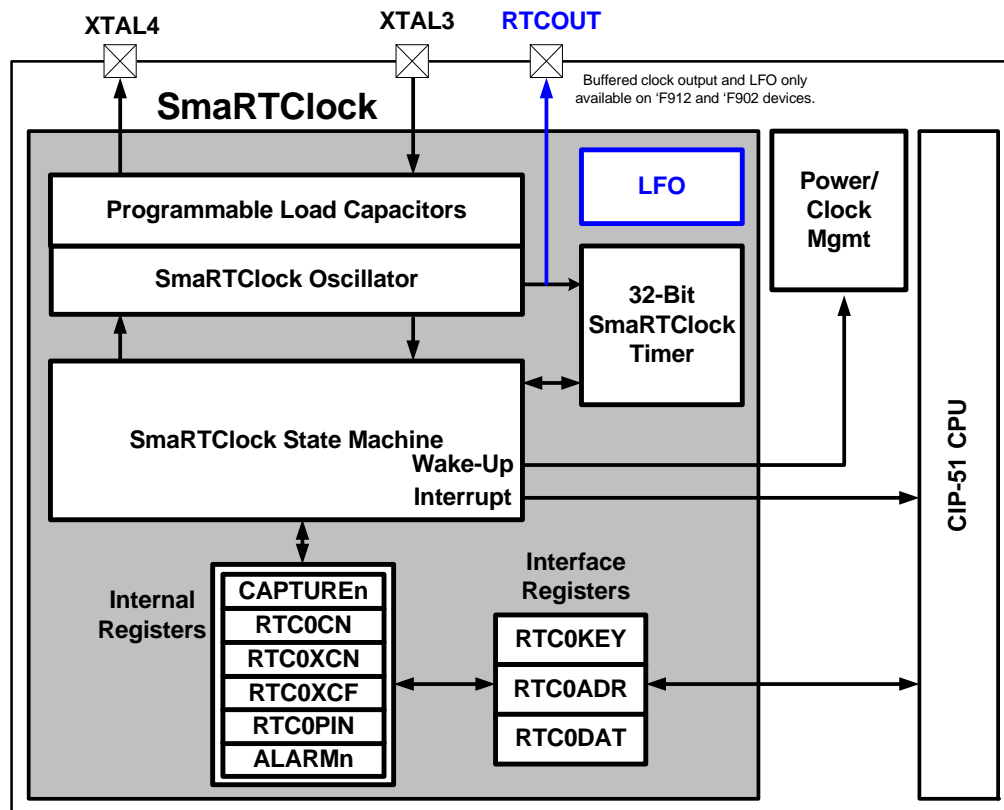 XTAL4
XTAL3
RTCOUT
Buffered clock output and LFO only
available on ‘F912 and ‘F902 devices.
SmaRTClock
Programmable Load Capacitors
SmaRTClock Oscillator
LFO
Power/
Clock
Mgmt
32-Bit
SmaRTClock
Timer
SmaRTClock State Machine
Wake-Up
Interrupt
CIP-51 CPU
Internal
Registers
CAPTUREn
RTC0CN
RTC0XCN
RTC0XCF
RTC0PIN
ALARMn
Interface
Registers
RTC0KEY
RTC0ADR
RTC0DAT